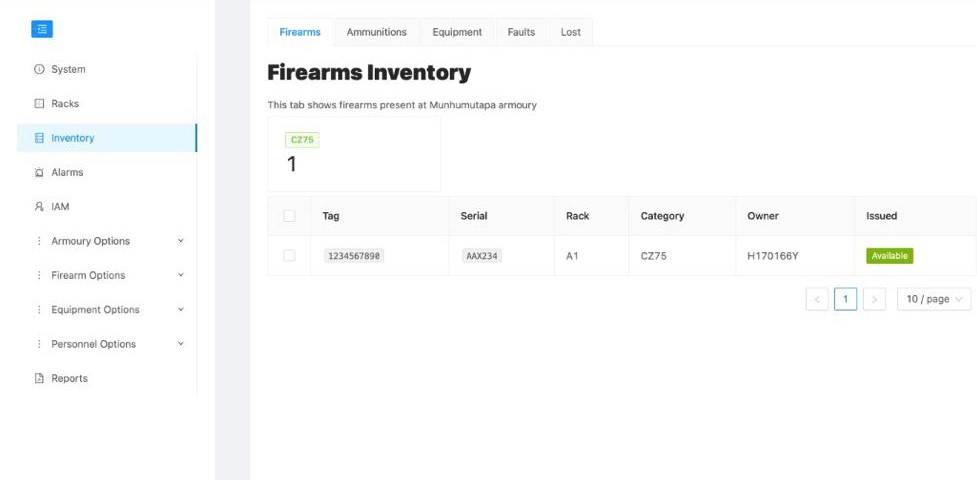 Firearms Ammunitions Equipment Faults Lost
Firearms Inventory
This tab shows firearms present at Munhumutapa armoury
CZ75
1
System
Racks
Inventory
Alarms
IAM
Armoury Options
Firearm Options
Equipment Options
Personnel Options
Reports
Tag Serial Rack Category Owner Issued
1234567890 AAX234 A1 CZ75 H170166Y Available
1 10 / page